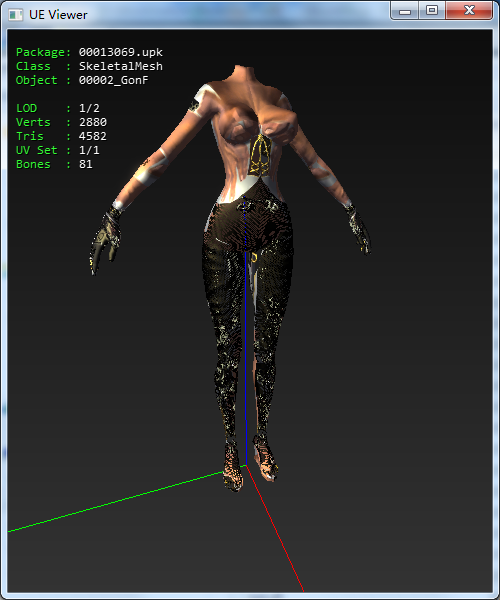 UE Viewer
Package: 00013069.upk
Class : SkeletalMesh
Object : 00002_GonF
LOD : 1/2
Verts : 2880
Tris : 4582
UV Set : 1/1
Bones : 81